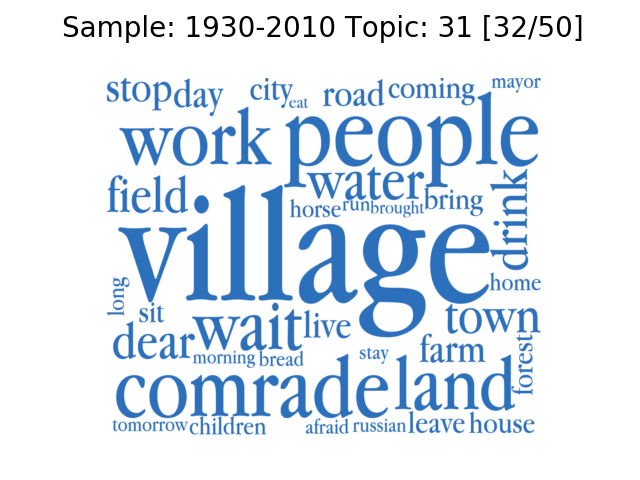 Sample: 1930-2010 Topic: 31 [32/50]
stop day city eat road coming mayor
work people
field water drink
horse run brought bring
village
long sit home
dear wait live town
morning bread stay farm forest
comrade land
tomorrow children afraid russian leave house